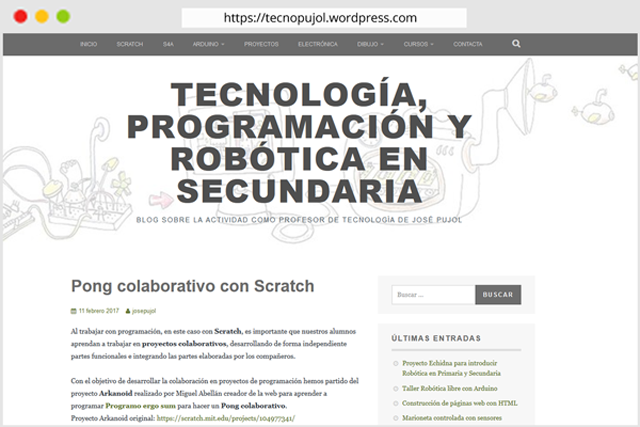 https://tecnopujol.wordpress.com
INICIO SCRATCH S4A ARDUINO PROYECTOS ELECTRÓNICA DIBUJO CURSOS CONTACTA
TECNOLOGÍA,
PROGRAMACIÓN Y
ROBÓTICA EN
SECUNDARIA
BLOG SOBRE LA ACTIVIDAD COMO PROFESOR DE TECNOLOGÍA DE JOSÉ PUJOL
Pong colaborativo con Scratch
11 febrero 2017 josepujol
Al trabajar con programación, en este caso con Scratch, es importante que nuestros alumnos
aprendan a trabajar en proyectos colaborativos, desarrollando de forma independiente
partes funcionales e integrando las partes elaboradas por los compañeros.
Con el objetivo de desarrollar la colaboración en proyectos de programación hemos partido del
proyecto Arkanoid realizado por Miguel Abellán creador de la web para aprender a
programar Programo ergo sum para hacer un Pong colaborativo.
Proyecto Arkanoid original: https://scratch.mit.edu/projects/104977341/
Buscar ... BUSCAR
ÚLTIMAS ENTRADAS
Proyecto Echidna para introducir
Robótica en Primaria y Secundaria
Taller Robótica libre con Arduino
Construcción de páginas web con HTML
Marioneta controlada con sensores